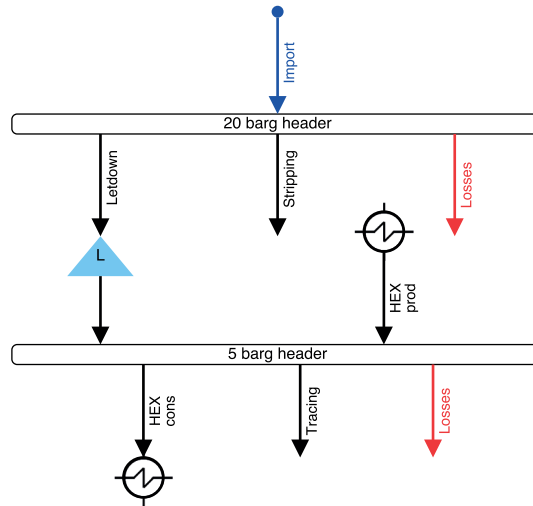 Import
20 barg header
Letdown
Stripping
Losses
L
HEX
prod
5 barg header
HEX
cons
Tracing
Losses